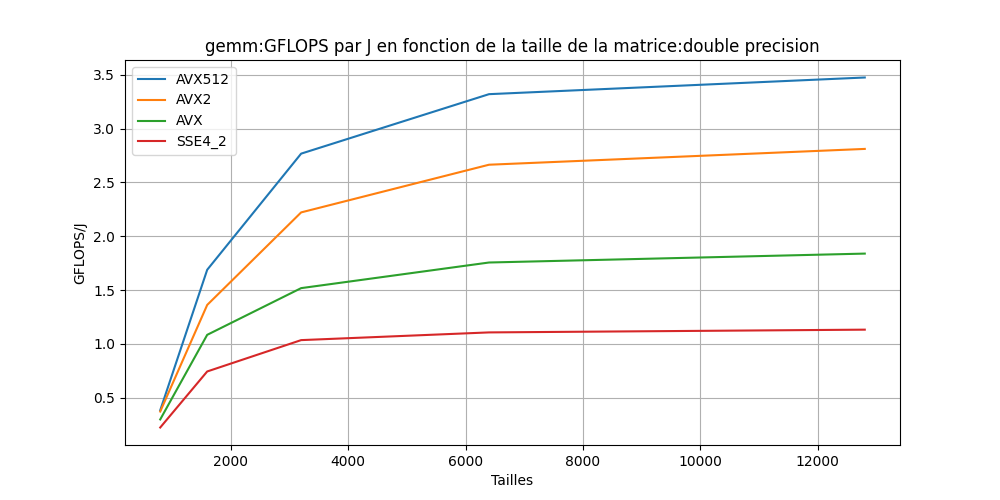 gemm:GFLOPS par J en fonction de la taille de la matrice:double precision
AVX512
AVX2
AVX
SSE4_2
GFLOPS/J
3.5
3.0
2.5
2.0
1.5
1.0
0.5
2000 4000 6000 8000 10000 12000
Tailles